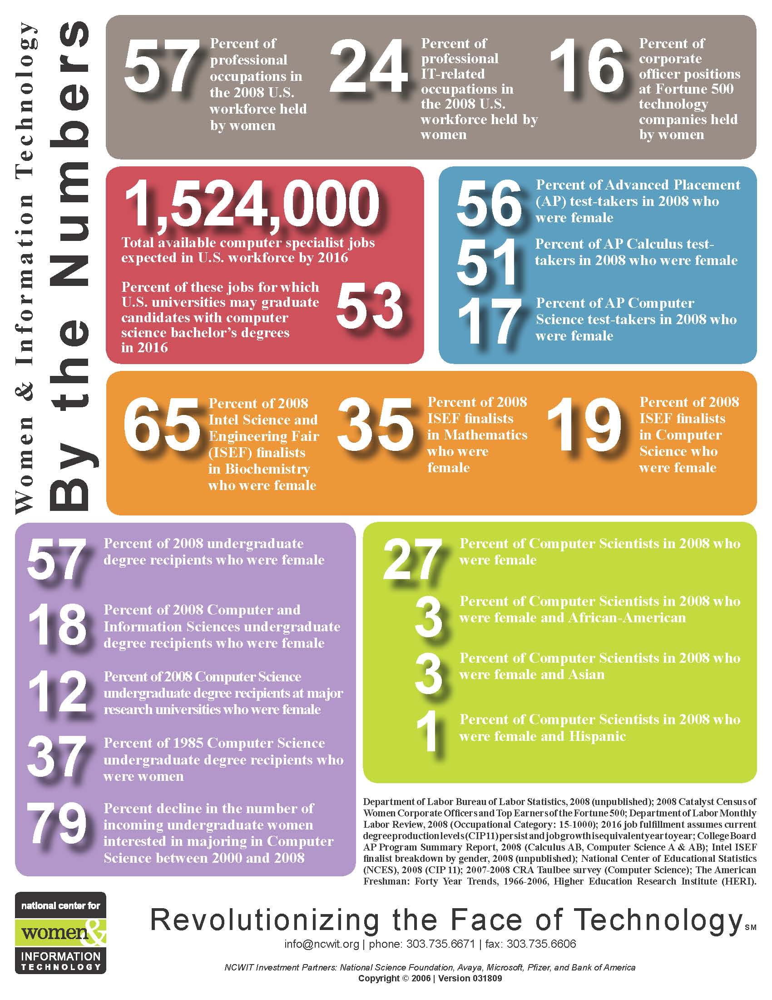 Women & Information Technology
By the Numbers
57
Percent of
professional
occupations in
the 2008 U.S.
workforce held
by women
24
Percent of
professional
IT-related
occupations in
the 2008 U.S.
workforce held by
women
16
Percent of
corporate
officer positions
at Fortune 500
technology
companies held
by women
1,524,000
Total available computer specialist jobs
expected in U.S. workforce by 2016
Percent of these jobs for which
U.S. universities may graduate
candidates with computer
science bachelor's degrees
in 2016
53
56
Percent of Advanced Placement
(AP) test-takers in 2008 who
were female
51
Percent of AP Calculus test-
takers in 2008 who were female
17
Percent of AP Computer
Science test-takers in 2008 who
were female
65
Percent of 2008
Intel Science and
Engineering Fair
(ISEF) finalists
in Biochemistry
who were female
35
Percent of 2008
ISEF finalists
in Mathematics
who were
female
19
Percent of 2008
ISEF finalists
in Computer
Science who
were female
57
Percent of 2008 undergraduate
degree recipients who were female
18
Percent of 2008 Computer and
Information Sciences undergraduate
degree recipients who were female
12
Percent of 2008 Computer Science
undergraduate degree recipients at major
research universities who were female
37
Percent of 1985 Computer Science
undergraduate degree recipients who
were women
79
Percent decline in the number of
incoming undergraduate women
interested in majoring in Computer
Science between 2000 and 2008
27
Percent of Computer Scientists in 2008 who
were female
3
Percent of Computer Scientists in 2008 who
were female and African-American
3
Percent of Computer Scientists in 2008 who
were female and Asian
1
Percent of Computer Scientists in 2008 who
were female and Hispanic
Department of Labor Bureau of Labor Statistics, 2008 (unpublished); 2008 Catalyst Census of
Women Corporate Officers and Top Earners of the Fortune 500; Department of Labor Monthly
Labor Review, 2008 (Occupational Category: 15-1000); 2016 job fulfillment assumes current
degree production levels (CIP 11) persist and job growth is equivalent year to year; College Board
AP Program Summary Report, 2008 (Calculus AB, Computer Science A & AB); Intel ISEF
finalist breakdown by gender, 2008 (unpublished); National Center of Educational Statistics
(NCES), 2008 (CIP 11); 2007-2008 CRA Taulbee survey (Computer Science); The American
Freshman: Forty Year Trends, 1966-2006, Higher Education Research Institute (HERI).
national center for
women &
INFORMATION
TECHNOLOGY
Revolutionizing the Face of Technology SM
info@ncwit.org | phone: 303.735.6671 | fax: 303.735.6606
NCWIT Investment Partners: National Science Foundation, Avaya, Microsoft, Pfizer, and Bank of America
Copyright © 2006 | Version 031809